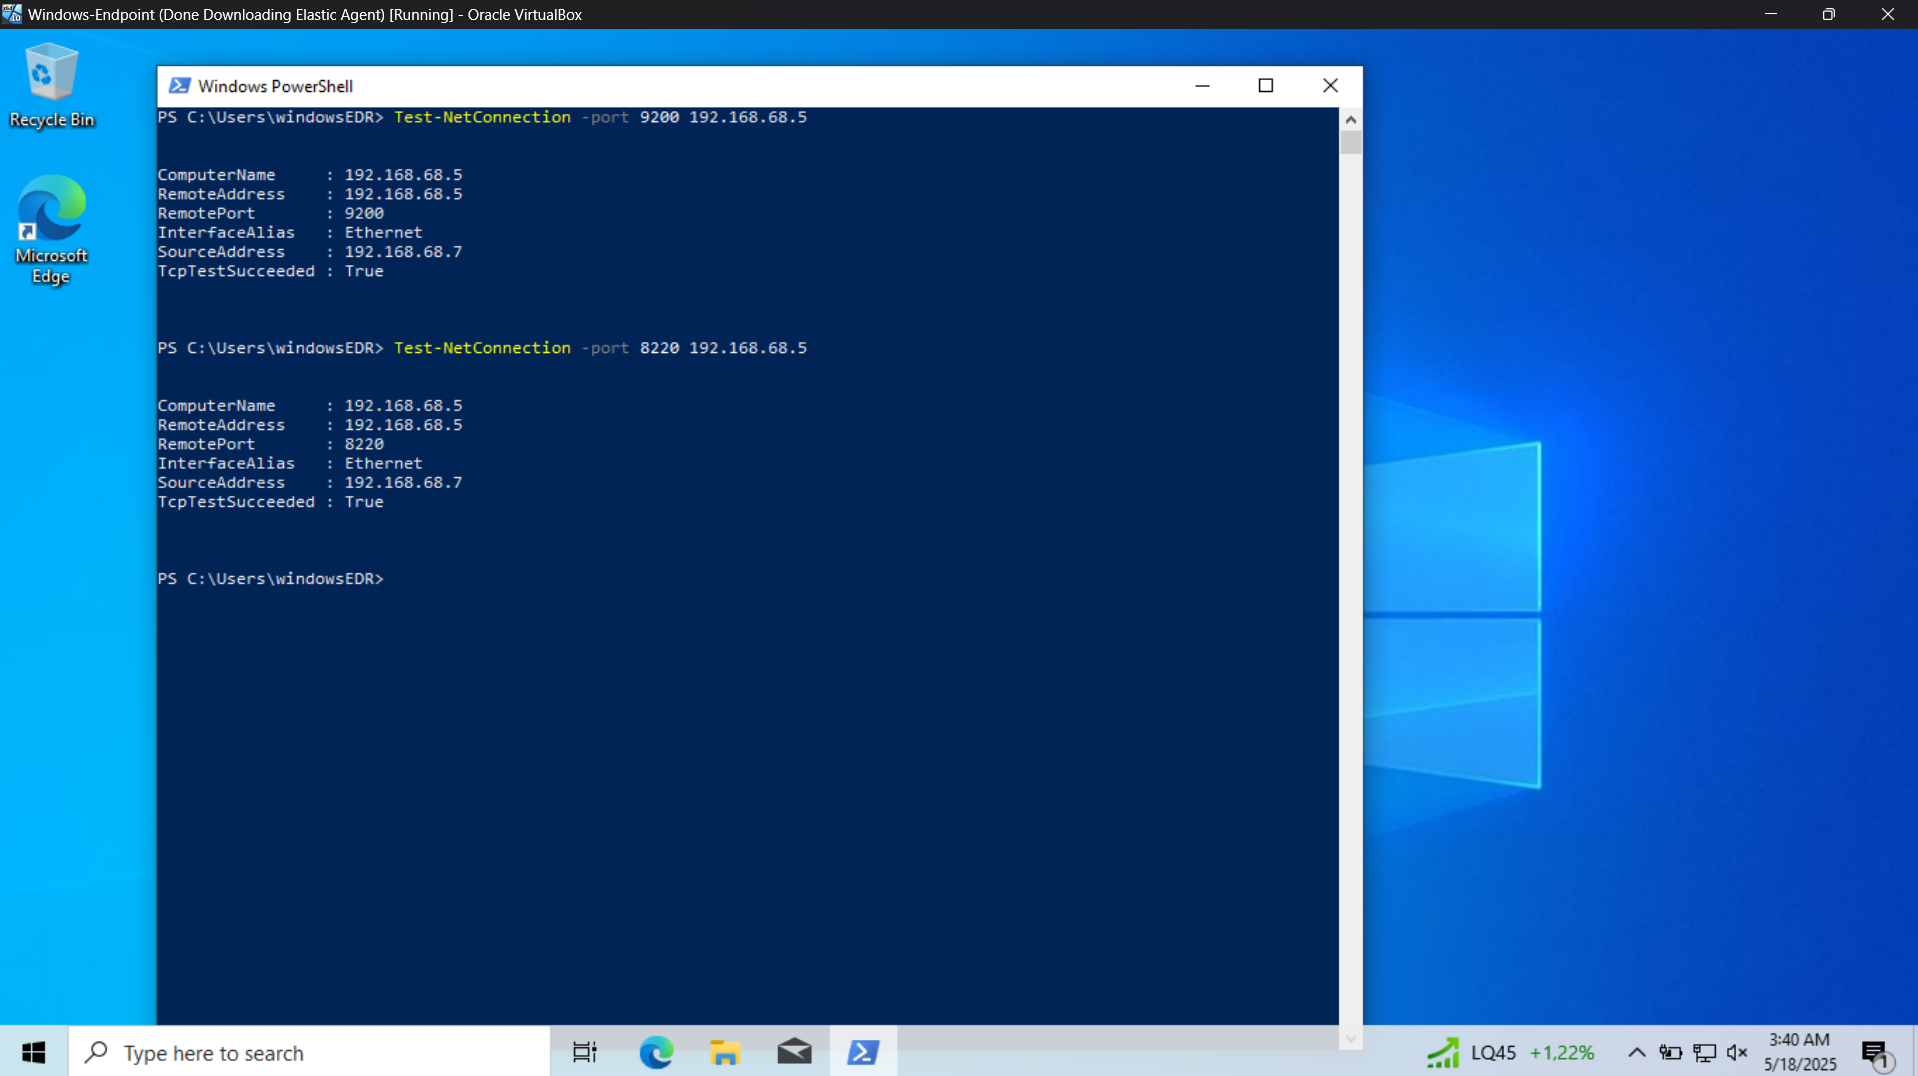 Windows-Endpoint (Done Downloading Elastic Agent) [Running] - Oracle VirtualBox
Recycle Bin
Microsoft
Edge
Windows PowerShell
PS C:\Users\windowsEDR> Test-NetConnection -port 9200 192.168.68.5
ComputerName     : 192.168.68.5
RemoteAddress    : 192.168.68.5
RemotePort       : 9200
InterfaceAlias   : Ethernet
SourceAddress    : 192.168.68.7
TcpTestSucceeded : True
PS C:\Users\windowsEDR> Test-NetConnection -port 8220 192.168.68.5
ComputerName     : 192.168.68.5
RemoteAddress    : 192.168.68.5
RemotePort       : 8220
InterfaceAlias   : Ethernet
SourceAddress    : 192.168.68.7
TcpTestSucceeded : True
PS C:\Users\windowsEDR>
Type here to search
LQ45 +1,22%
3:40 AM
5/18/2025
1